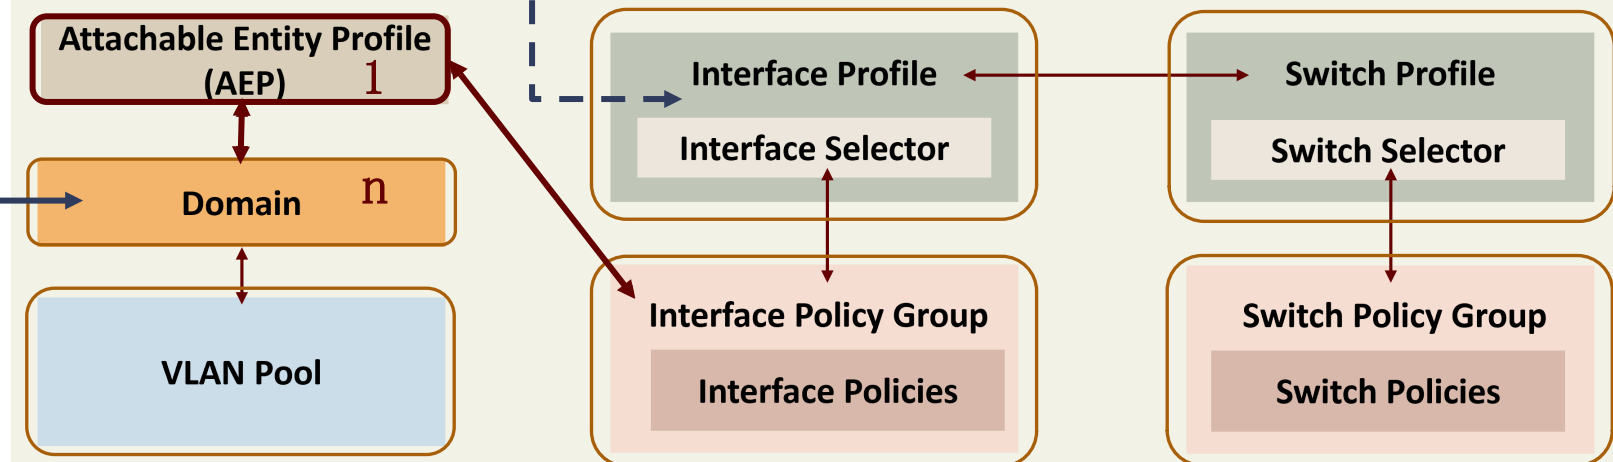 Attachable Entity Profile
(AEP) 1
Domain n
VLAN Pool
Interface Profile
Interface Selector
Interface Policy Group
Interface Policies
Switch Profile
Switch Selector
Switch Policy Group
Switch Policies